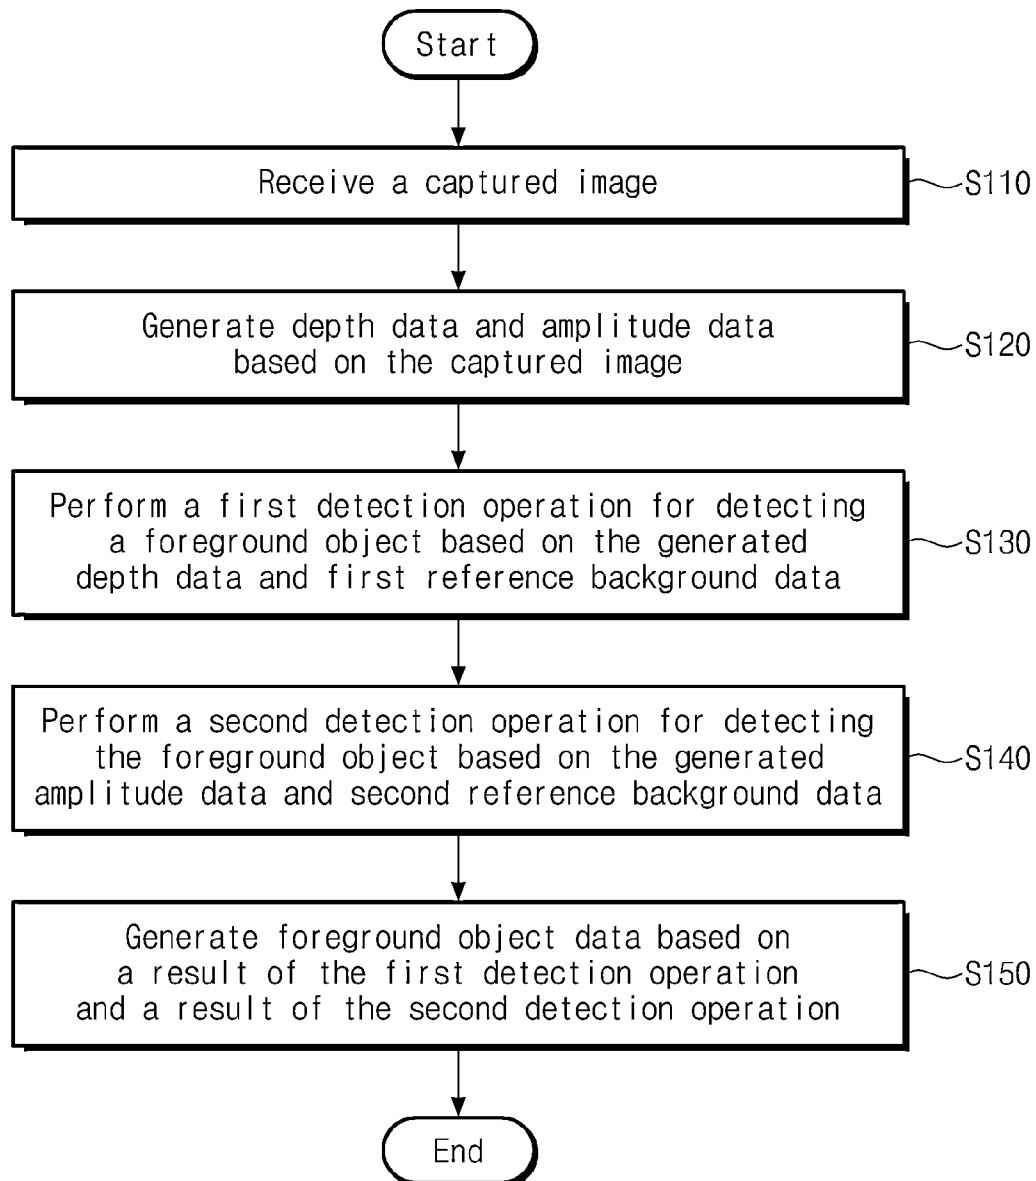 Start
Receive a captured image
S110
Generate depth data and amplitude data
based on the captured image
S120
Perform a first detection operation for detecting
a foreground object based on the generated
depth data and first reference background data
S130
Perform a second detection operation for detecting
the foreground object based on the generated
amplitude data and second reference background data
S140
Generate foreground object data based on
a result of the first detection operation
and a result of the second detection operation
S150
End